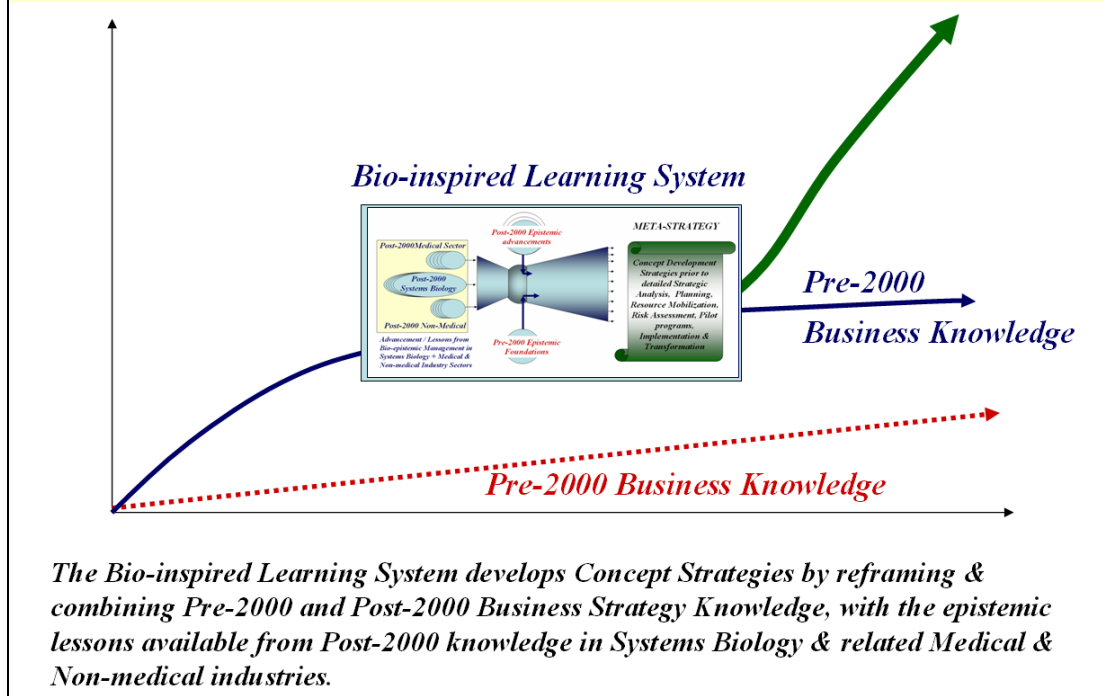 Bio-inspired Learning System
Post-2000Medical Sector
Post-2000
Systems Biology
Post-2000 Non-Medical
Advancement / Lessons from
Bio-epistemic Management in
Systems Biology + Medical &
Non-medical Industry Sectors
Post-2000 Epistemic
advancements
Pre-2000 Epistemic
Foundations
META-STRATEGY
Concept Development
Strategies prior to
detailed Strategic
Analysis, Planning,
Resource Mobilization,
Risk Assessment, Pilot
programs,
Implementation &
Transformation
Pre-2000
Business Knowledge
Pre-2000 Business Knowledge
The Bio-inspired Learning System develops Concept Strategies by reframing &
combining Pre-2000 and Post-2000 Business Strategy Knowledge, with the epistemic
lessons available from Post-2000 knowledge in Systems Biology & related Medical &
Non-medical industries.